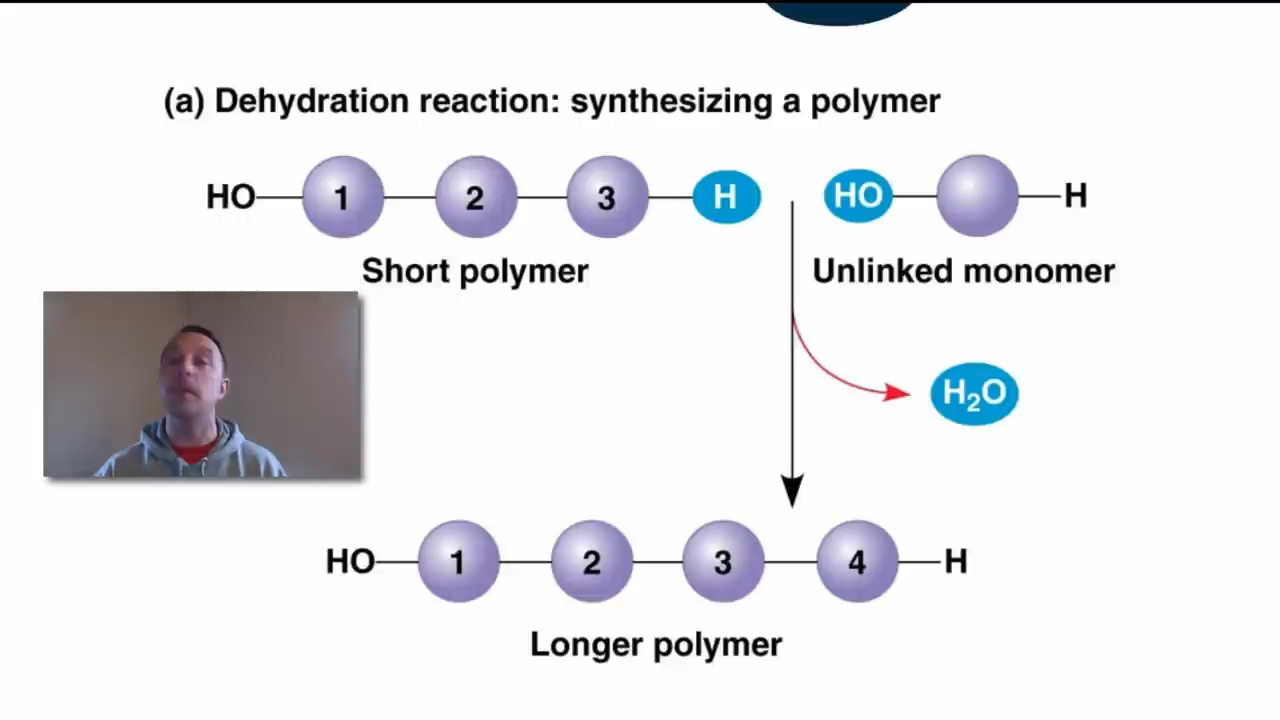 (a) Dehydration reaction: synthesizing a polymer
HO 1 2 3 H HO H
Short polymer Unlinked monomer
H₂O
HO 1 2 3 4 H
Longer polymer